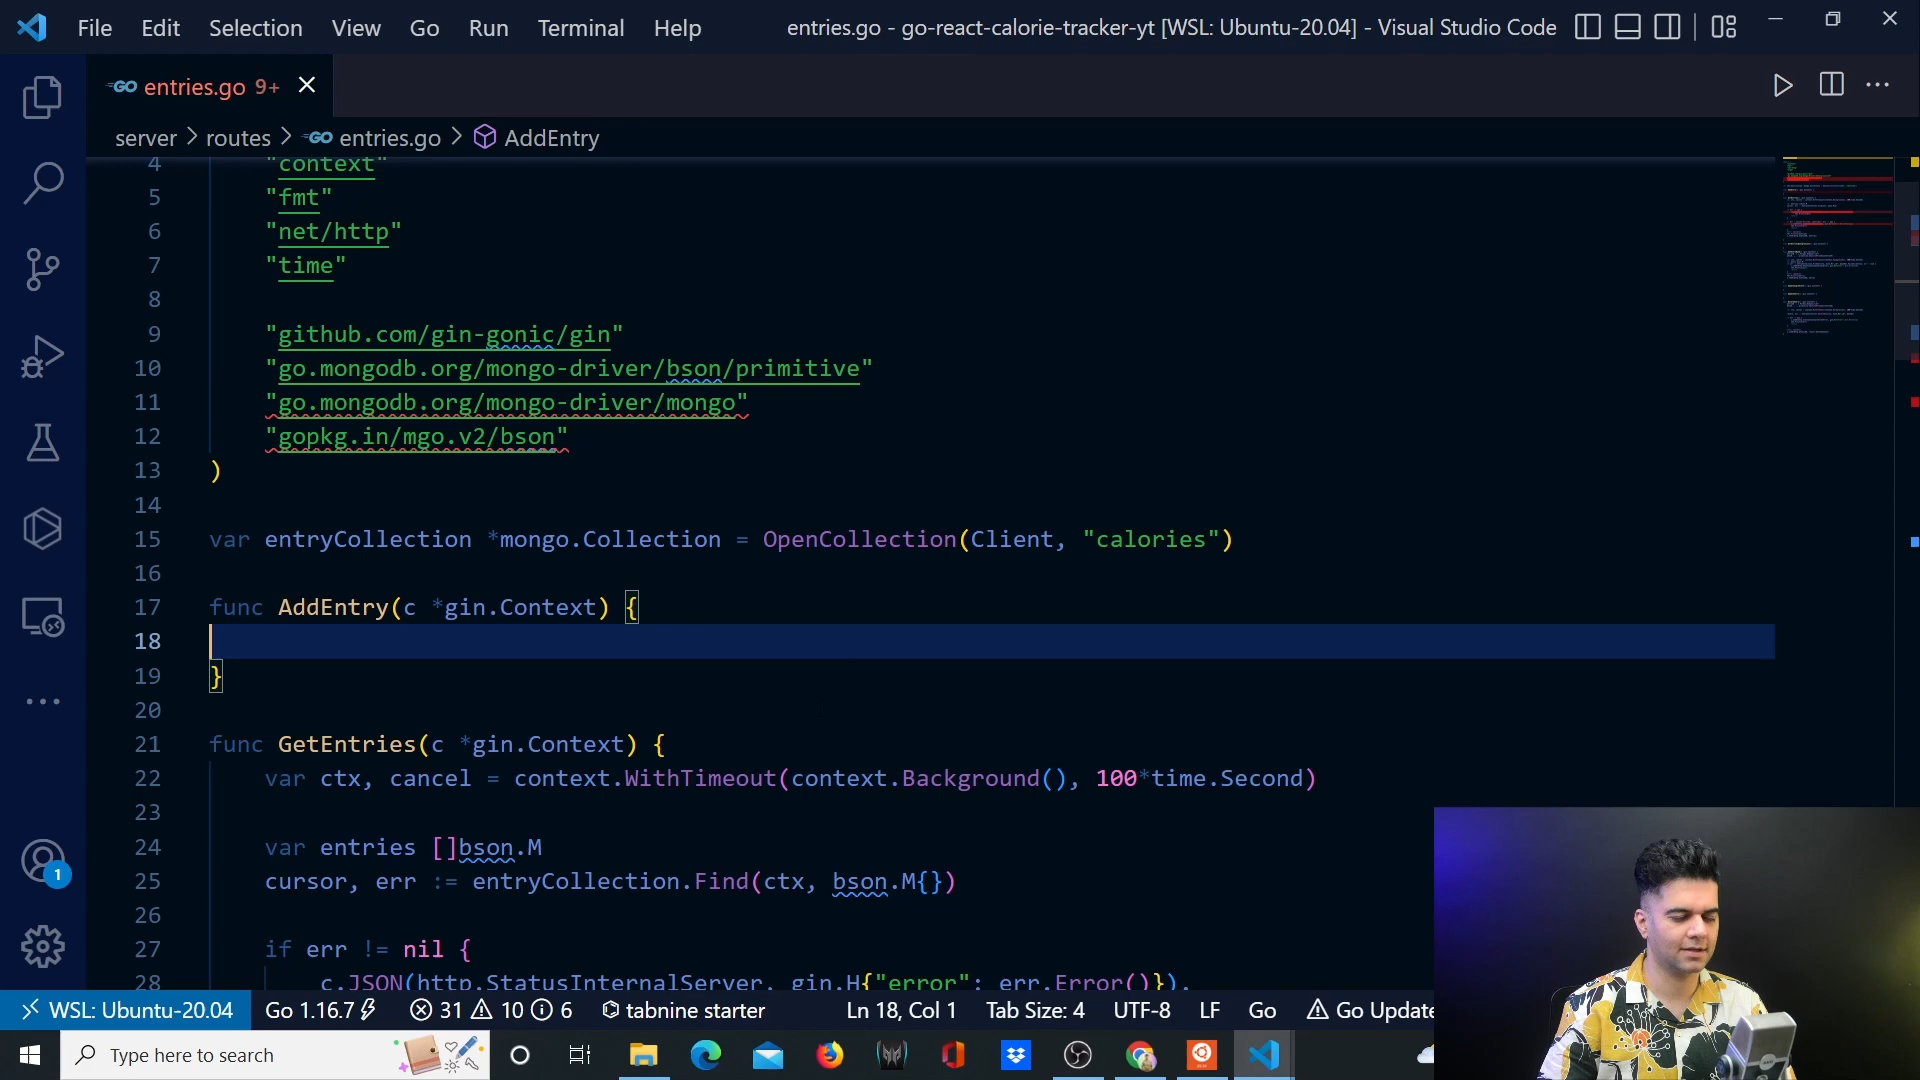 File Edit Selection View Go Run Terminal Help entries.go - go-react-calorie-tracker-yt [WSL: Ubuntu-20.04] - Visual Studio Code
GO entries.go 9+
server > routes > GO entries.go > AddEntry
4 "context"
5 "fmt"
6 "net/http"
7 "time"
8
9 "github.com/gin-gonic/gin"
10 "go.mongodb.org/mongo-driver/bson/primitive"
11 "go.mongodb.org/mongo-driver/mongo"
12 "gopkg.in/mgo.v2/bson"
13 )
14
15 var entryCollection *mongo.Collection = OpenCollection(Client, "calories")
16
17 func AddEntry(c *gin.Context) {
18
19 }
20
21 func GetEntries(c *gin.Context) {
22 var ctx, cancel = context.WithTimeout(context.Background(), 100*time.Second)
23
24 var entries []bson.M
25 cursor, err := entryCollection.Find(ctx, bson.M{})
26
27 if err != nil {
28 c.JSON(http.StatusInternalServer, gin.H{"error": err.Error()}).
1
WSL: Ubuntu-20.04 Go 1.16.7 31 10 6 tabnine starter Ln 18, Col 1 Tab Size: 4 UTF-8 LF Go Go Update
Type here to search